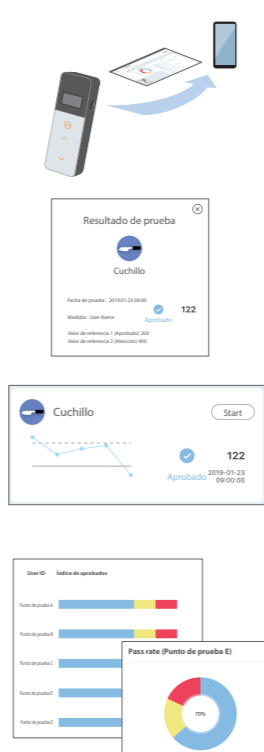 Resultado de prueba
Cuchillo
Fecha de prueba : 2019.01.23.09:00
Medidor : User Name
Aprobado
122
Valor de referencia 1 (Aprobado) 200
Valor de referencia 2 (Atención) 400
Cuchillo
Start
122
Aprobado
2019-01-23
09:00:00
User ID Índice de aprobados
Punto de prueba A
Punto de prueba B
Punto de prueba C
Punto de prueba D
Punto de prueba E
Pass rate (Punto de prueba E)
70%